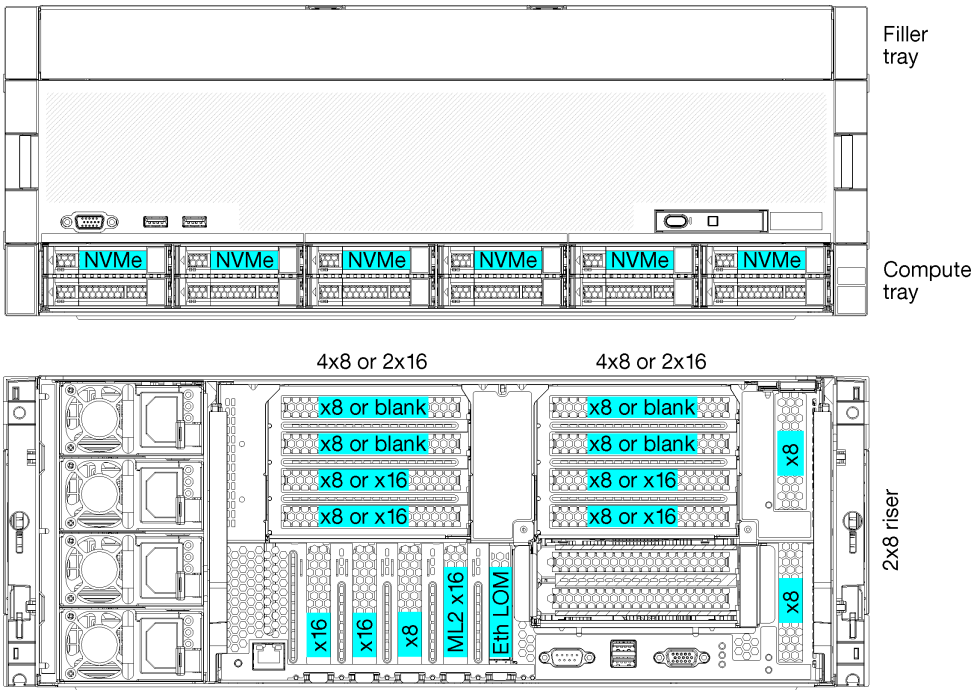 Filler
tray
NVMe NVMe NVMe NVMe NVMe NVMe
Compute
tray
4x8 or 2x16 4x8 or 2x16
x8 or blank x8 or blank
x8 or blank x8 or blank
x8 or x16 x8 or x16
x8 or x16 x8 or x16
x8
2x8 riser
x16 x16 x8 ML2 x16 Eth LOM x8